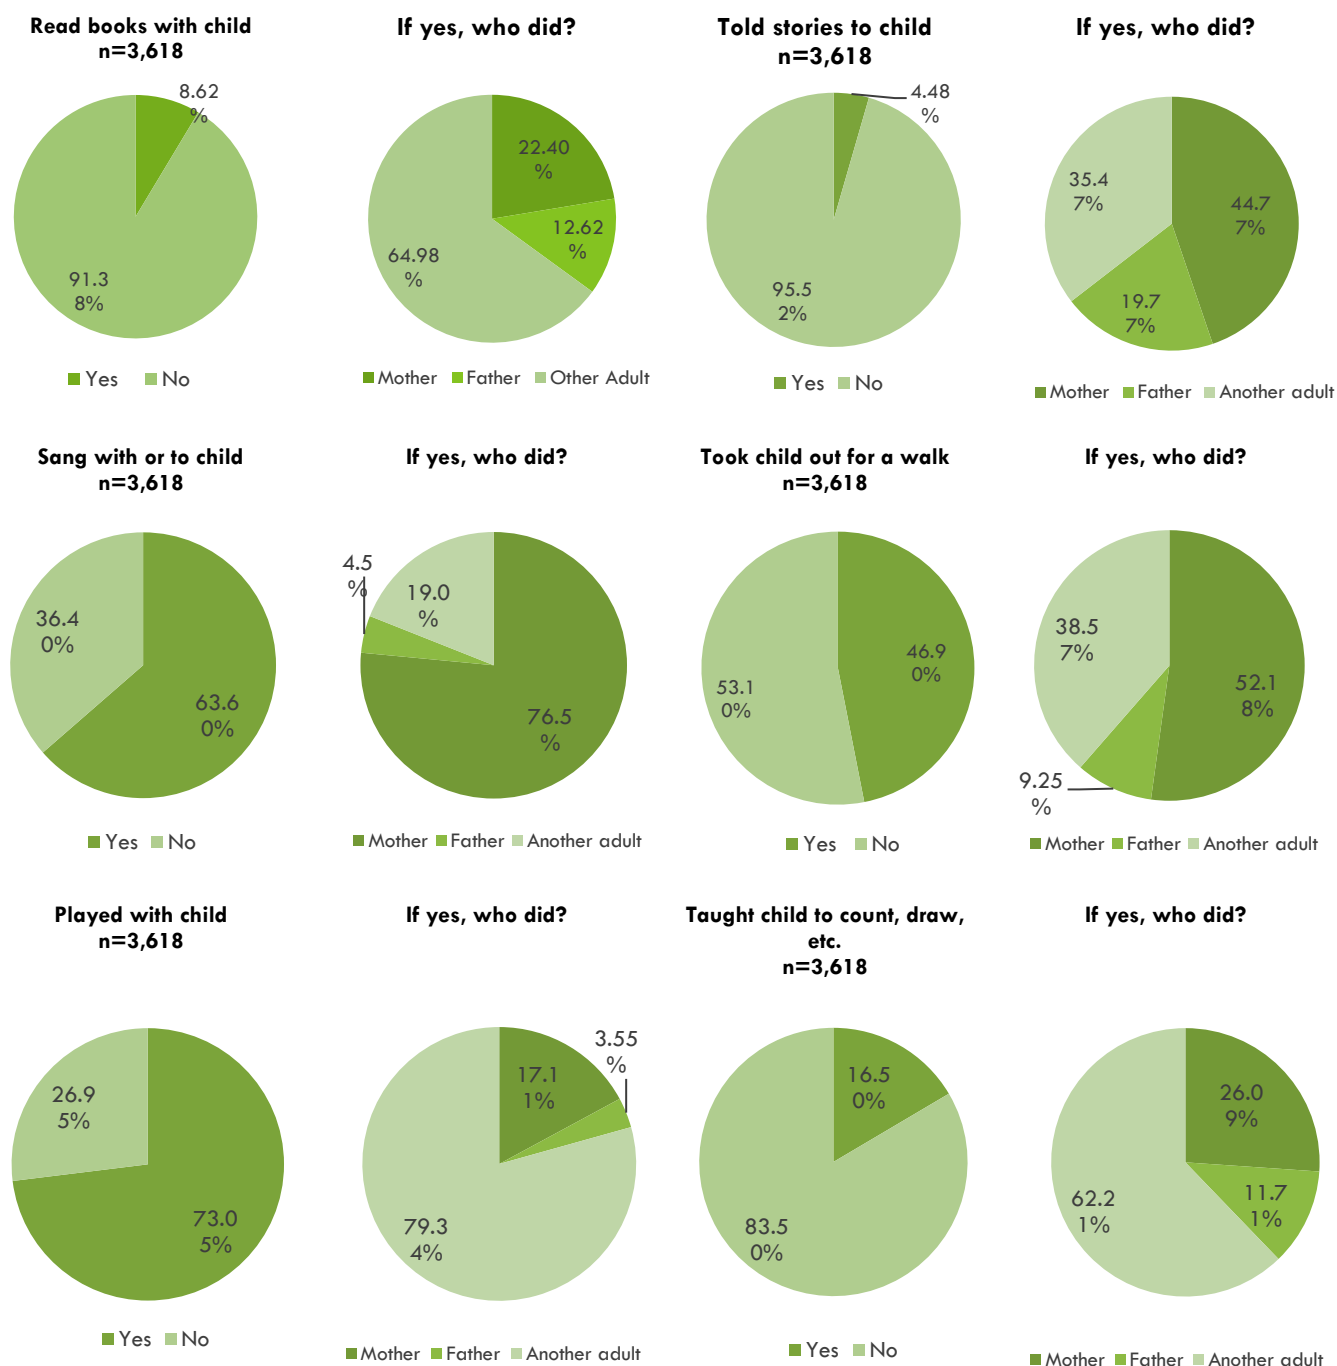 Read books with child
n=3,618
8.62
%
91.3
8%
Yes No
If yes, who did?
22.40
%
12.62
%
64.98
%
Mother Father Other Adult
Told stories to child
n=3,618
4.48
%
95.5
2%
Yes No
If yes, who did?
35.4
7%
44.7
7%
19.7
7%
Mother Father Another adult
Sang with or to child
n=3,618
36.4
0%
63.6
0%
Yes No
If yes, who did?
4.5
%
19.0
%
76.5
%
Mother Father Another adult
Took child out for a walk
n=3,618
46.9
0%
53.1
0%
Yes No
If yes, who did?
38.5
7%
52.1
8%
9.25
%
Mother Father Another adult
Played with child
n=3,618
26.9
5%
73.0
5%
Yes No
If yes, who did?
3.55
%
17.1
1%
79.3
4%
Mother Father Another adult
Taught child to count, draw,
etc.
n=3,618
16.5
0%
83.5
0%
Yes No
If yes, who did?
26.0
9%
11.7
1%
62.2
1%
Mother Father Another adult